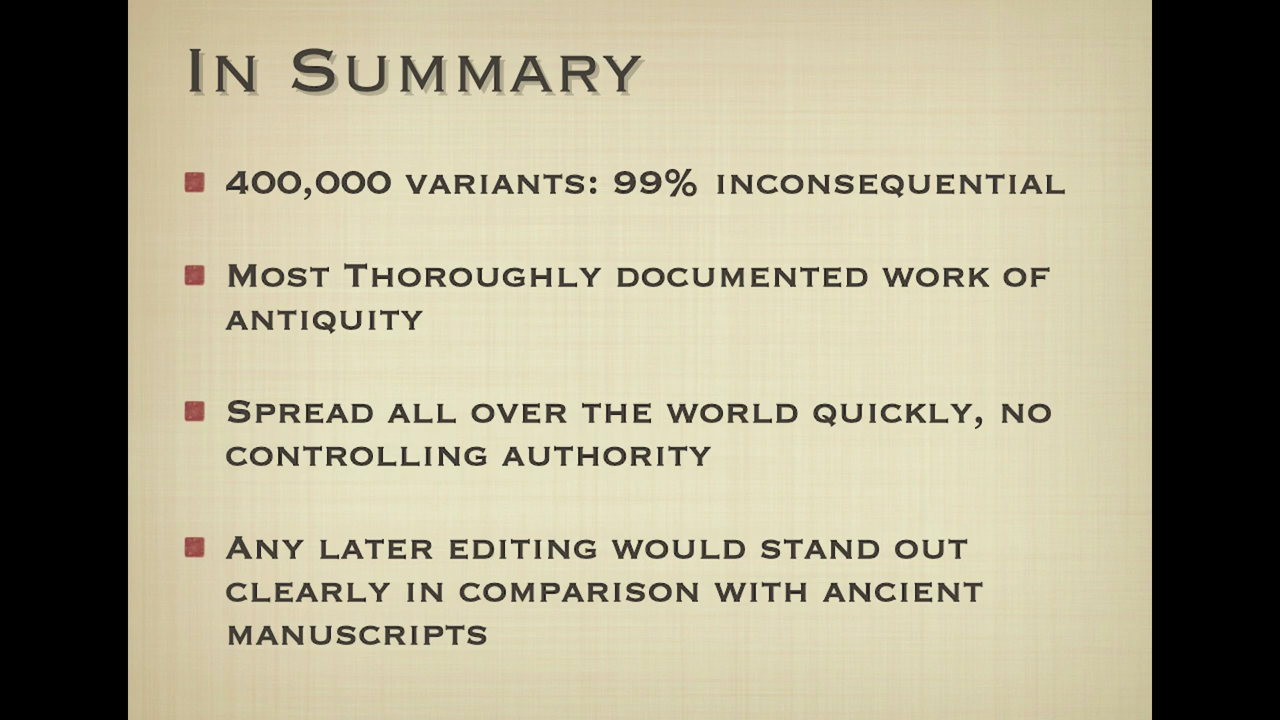 In Summary
400,000 variants: 99% inconsequential
Most Thoroughly documented work of
antiquity
Spread all over the world quickly, no
controlling authority
Any later editing would stand out
clearly in comparison with ancient
manuscripts